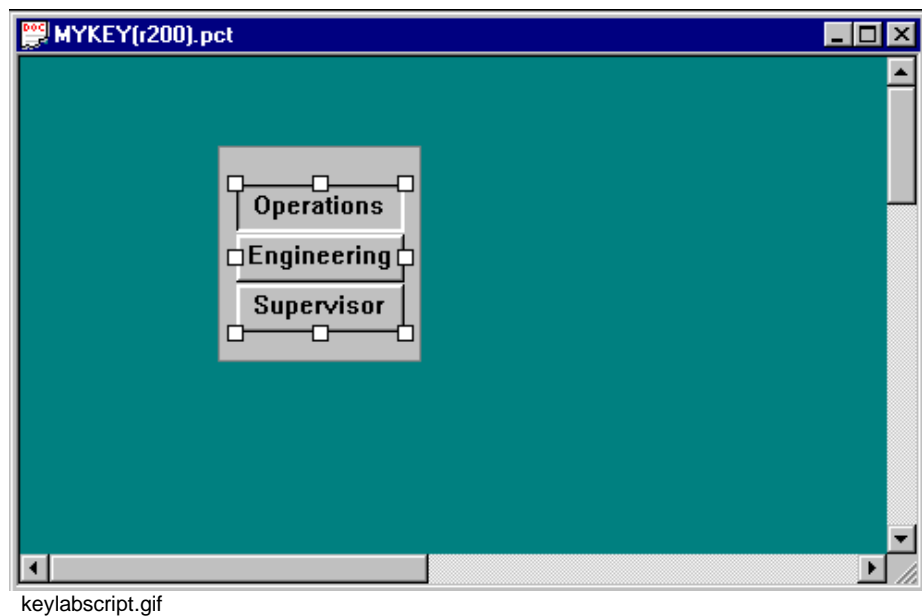 MYKEY(r200).pct
Operations
Engineering
Supervisor
keylabscript.gif